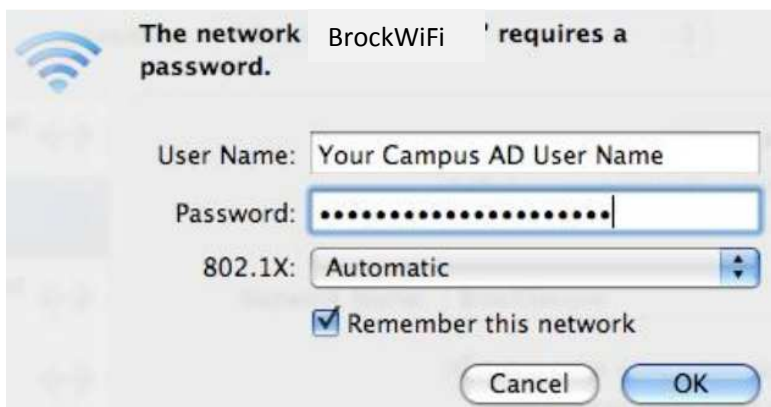 The network BrockWiFi ' requires a
password.
User Name: Your Campus AD User Name
Password: •••••••••••••••••••••
802.1X: Automatic
Remember this network
Cancel OK